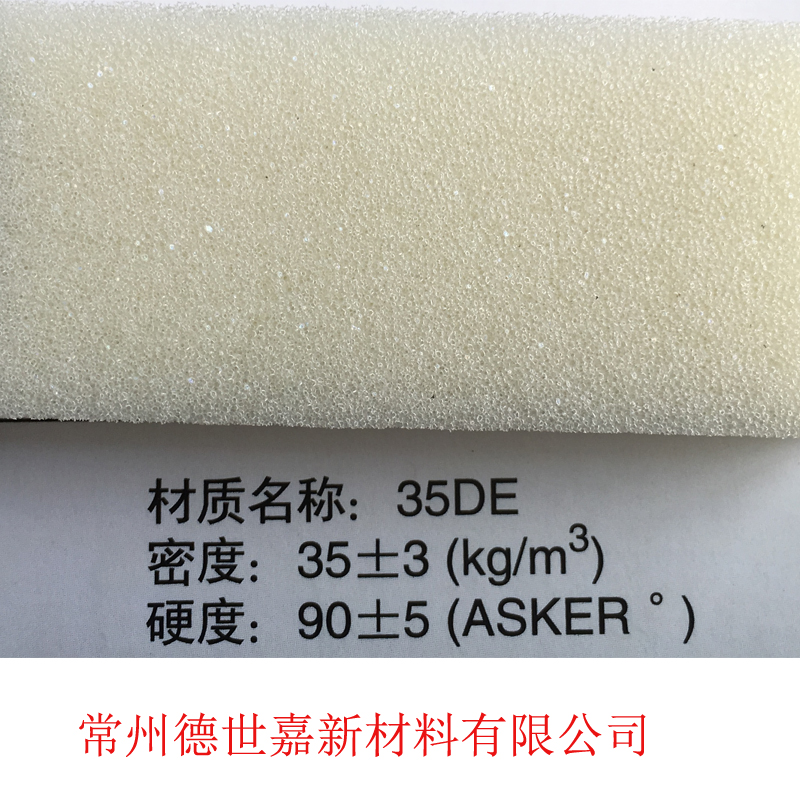 材质名称：35DE
密度：35±3 (kg/m³)
硬度：90±5 (ASKER °)
常州德世嘉新材料有限公司